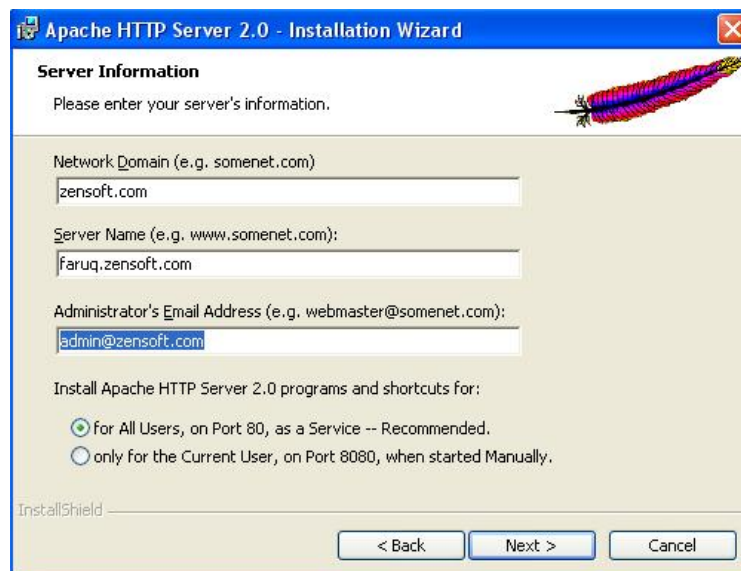 Apache HTTP Server 2.0 - Installation Wizard
Server Information
Please enter your server's information.
Network Domain (e.g. somenet.com)
zensoft.com
Server Name (e.g. www.somenet.com):
faruq.zensoft.com
Administrator's Email Address (e.g. webmaster@somenet.com):
admin@zensoft.com
Install Apache HTTP Server 2.0 programs and shortcuts for:
for All Users, on Port 80, as a Service -- Recommended.
only for the Current User, on Port 8080, when started Manually.
InstallShield
< Back Next > Cancel